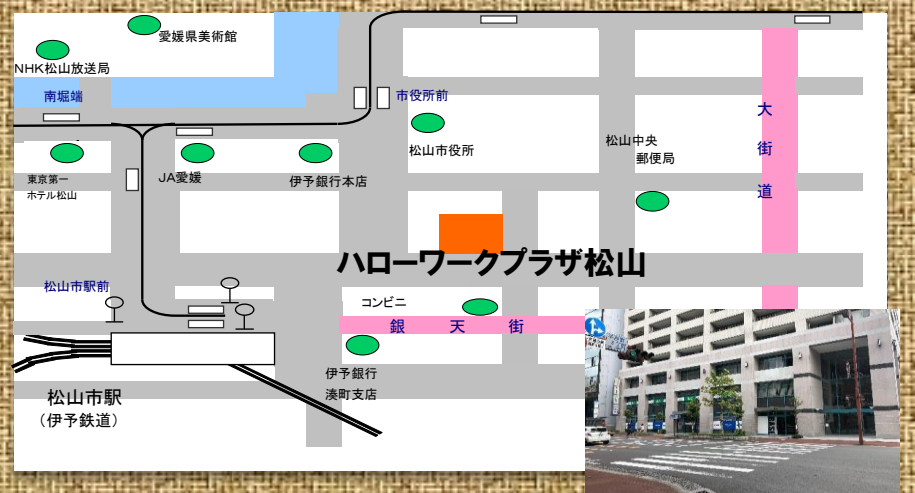 愛媛県美術館
NHK松山放送局
南堀端
市役所前
大街道
松山市役所
松山中央
郵便局
東京第一
ホテル松山
JA愛媛
伊予銀行本店
ハローワークプラザ松山
松山市駅前
コンビニ
銀天街
伊予銀行
湊町支店
松山市駅
（伊予鉄道）